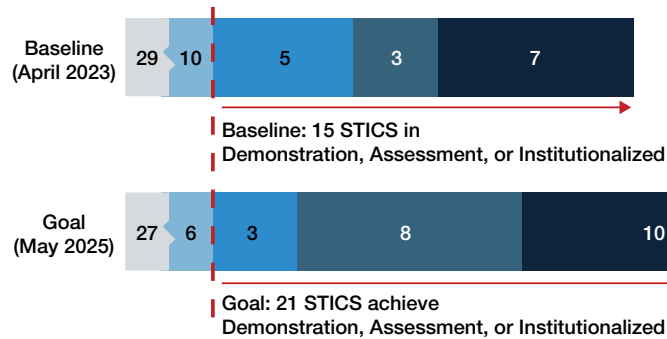 Baseline
(April 2023)
29 10 5 3 7
Baseline: 15 STICS in
Demonstration, Assessment, or Institutionalized
Goal
(May 2025)
27 6 3 8 10
Goal: 21 STICS achieve
Demonstration, Assessment, or Institutionalized